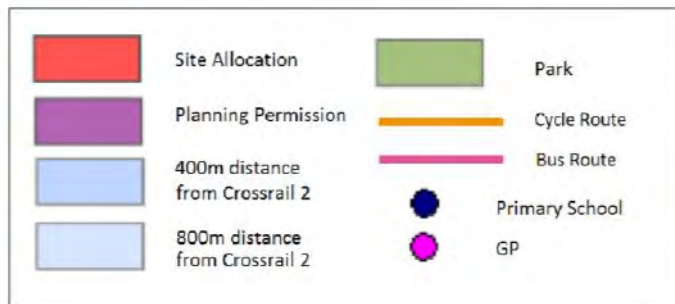 Site Allocation
Planning Permission
400m distance
from Crossrail 2
800m distance
from Crossrail 2
Park
Cycle Route
Bus Route
Primary School
GP